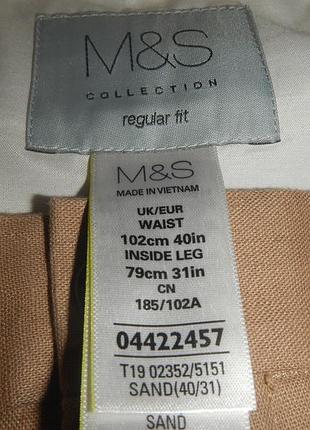 M&S
COLLECTION
regular fit
M&S
MADE IN VIETNAM
UK/EUR
WAIST
102cm 40in
INSIDE LEG
79cm 31in
CN
185/102A
04422457
T19 02352/5151
SAND(40/31)
SAND